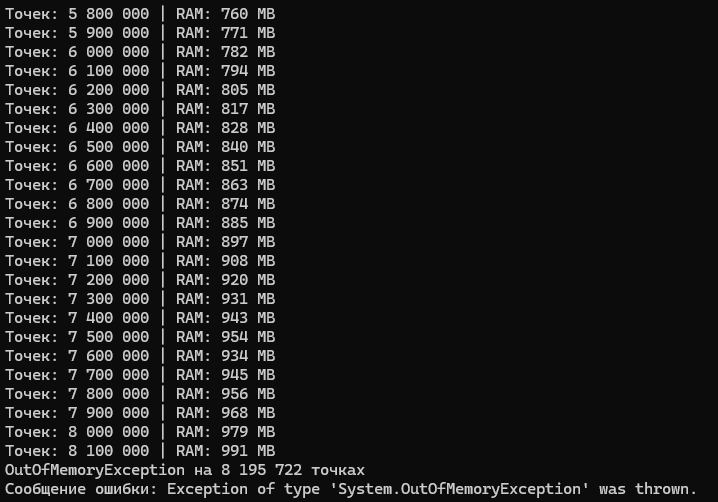 Точек: 5 800 000 | RAM: 760 MB
Точек: 5 900 000 | RAM: 771 MB
Точек: 6 000 000 | RAM: 782 MB
Точек: 6 100 000 | RAM: 794 MB
Точек: 6 200 000 | RAM: 805 MB
Точек: 6 300 000 | RAM: 817 MB
Точек: 6 400 000 | RAM: 828 MB
Точек: 6 500 000 | RAM: 840 MB
Точек: 6 600 000 | RAM: 851 MB
Точек: 6 700 000 | RAM: 863 MB
Точек: 6 800 000 | RAM: 874 MB
Точек: 6 900 000 | RAM: 885 MB
Точек: 7 000 000 | RAM: 897 MB
Точек: 7 100 000 | RAM: 908 MB
Точек: 7 200 000 | RAM: 920 MB
Точек: 7 300 000 | RAM: 931 MB
Точек: 7 400 000 | RAM: 943 MB
Точек: 7 500 000 | RAM: 954 MB
Точек: 7 600 000 | RAM: 934 MB
Точек: 7 700 000 | RAM: 945 MB
Точек: 7 800 000 | RAM: 956 MB
Точек: 7 900 000 | RAM: 968 MB
Точек: 8 000 000 | RAM: 979 MB
Точек: 8 100 000 | RAM: 991 MB
OutOfMemoryException на 8 195 722 точках
Сообщение ошибки: Exception of type 'System.OutOfMemoryException' was thrown.